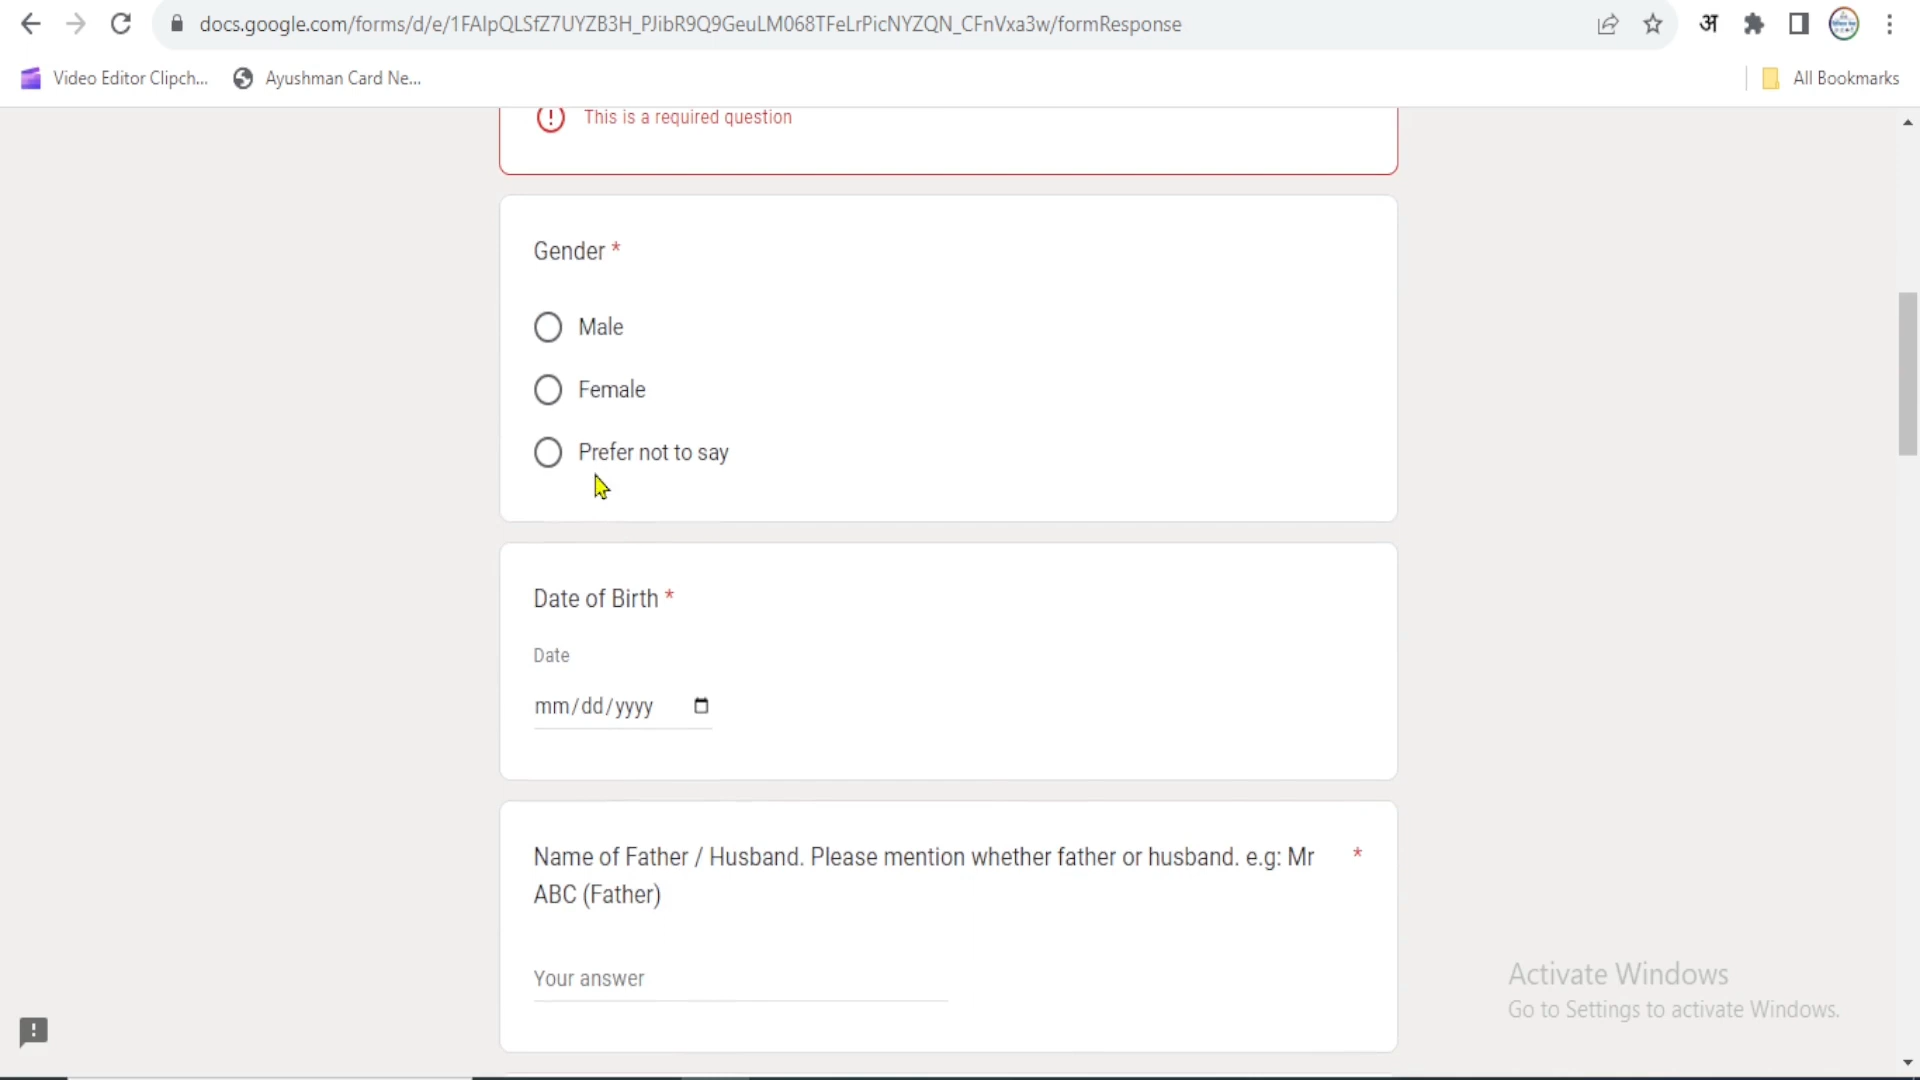 docs.google.com/forms/d/e/1FAIpQLSfZ7UYZB3H_PJibR9Q9GeuLM068TFeLrPicNYZQN_CFnVxa3w/formResponse
अ
Video Editor Clipch...
Ayushman Card Ne...
All Bookmarks
This is a required question
Gender *
Male
Female
Prefer not to say
Date of Birth *
Date
mm/dd/yyyy
Name of Father / Husband. Please mention whether father or husband. e.g: Mr *
ABC (Father)
Your answer
Activate Windows
Go to Settings to activate Windows.